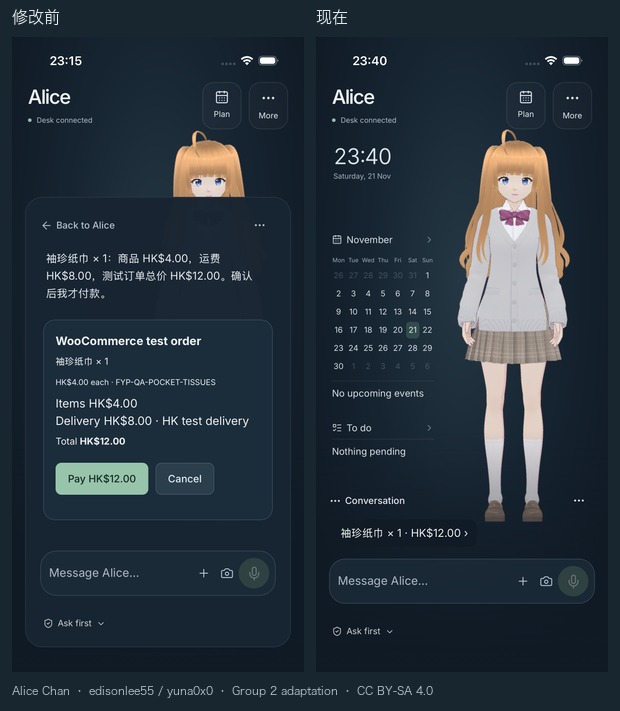 修改前
23:15
Alice
Desk connected
Plan
More
Back to Alice
袖珍纸巾 × 1：商品 HK$4.00，运费
HK$8.00，测试订单总价 HK$12.00。确认
后我才付款。
WooCommerce test order
袖珍纸巾 × 1
HK$4.00 each · FYP-QA-POCKET-TISSUES
Items HK$4.00
Delivery HK$8.00 · HK test delivery
Total HK$12.00
Pay HK$12.00
Cancel
Message Alice...
Ask first
现在
23:40
Alice
Desk connected
Plan
More
23:40
Saturday, 21 Nov
November
Mon Tue Wed Thu Fri Sat Sun
26 27 28 29 30 31 1
2 3 4 5 6 7 8
9 10 11 12 13 14 15
16 17 18 19 20 21 22
23 24 25 26 27 28 29
30 1 2 3 4 5 6
No upcoming events
To do
Nothing pending
Conversation
袖珍纸巾 × 1 · HK$12.00 ›
Message Alice...
Ask first
Alice Chan · edisonlee55 / yuna0x0 · Group 2 adaptation · CC BY-SA 4.0